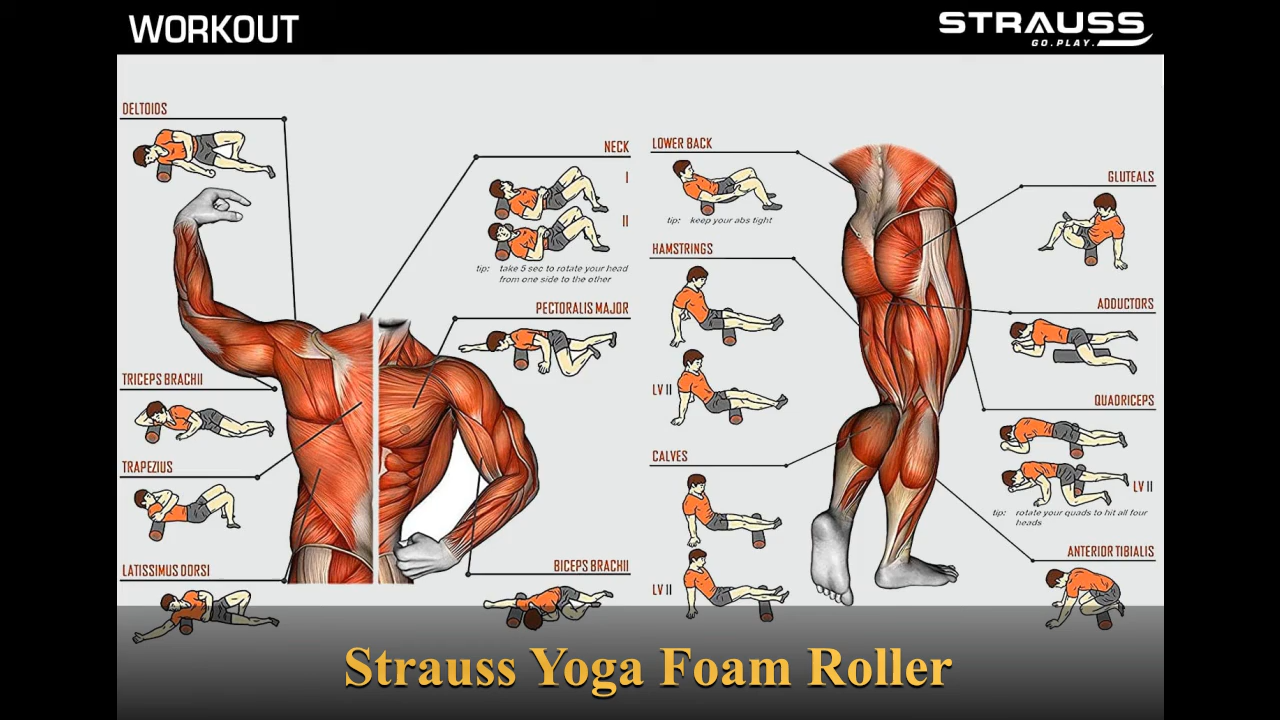 WORKOUT
STRAUSS
GO.PLAY.
DELTOIDS
NECK
I
II
tip: take 5 sec to rotate your head
from one side to the other
PECTORALIS MAJOR
TRICEPS BRACHII
TRAPEZIUS
LATISSIMUS DORSI
BICEPS BRACHII
LOWER BACK
tip: keep your abs tight
GLUTEALS
HAMSTRINGS
LV II
ADDUCTORS
QUADRICEPS
LV II
tip: rotate your quads to hit all four
heads
CALVES
LV II
ANTERIOR TIBIALIS
Strauss Yoga Foam Roller